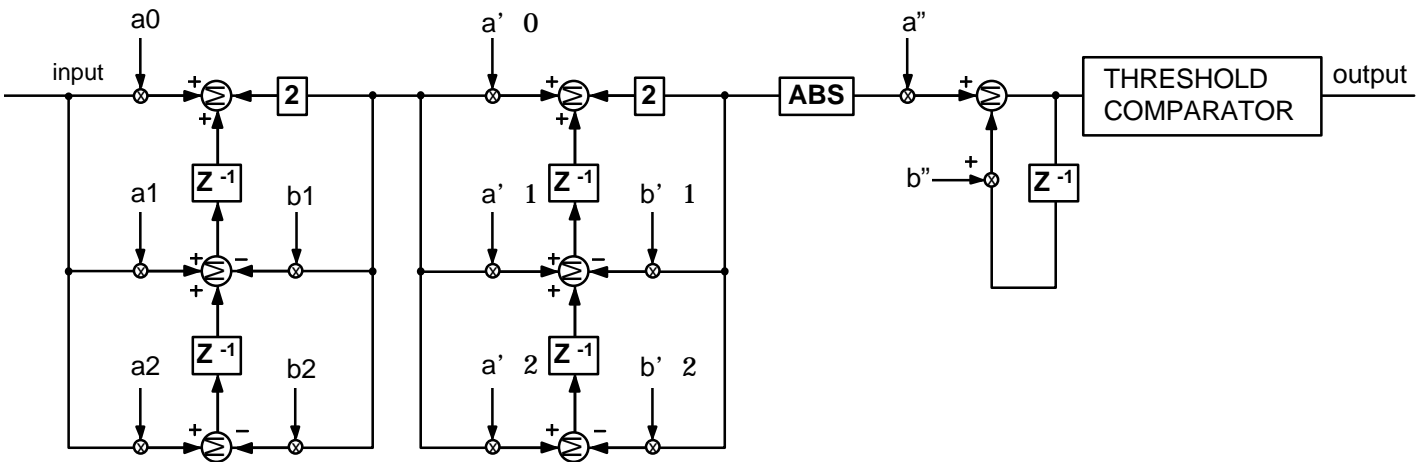 a0 a' 0 a"
input + 2 + 2 ABS + THRESHOLD COMPARATOR output
x Σ x Σ x Σ
+ + +
Z -1 Z -1 b" x Z -1
a1 b1 a' 1 b' 1
x + Σ − x x + Σ − x
+ +
Z -1 Z -1
a2 b2 a' 2 b' 2
x + Σ − x x + Σ − x